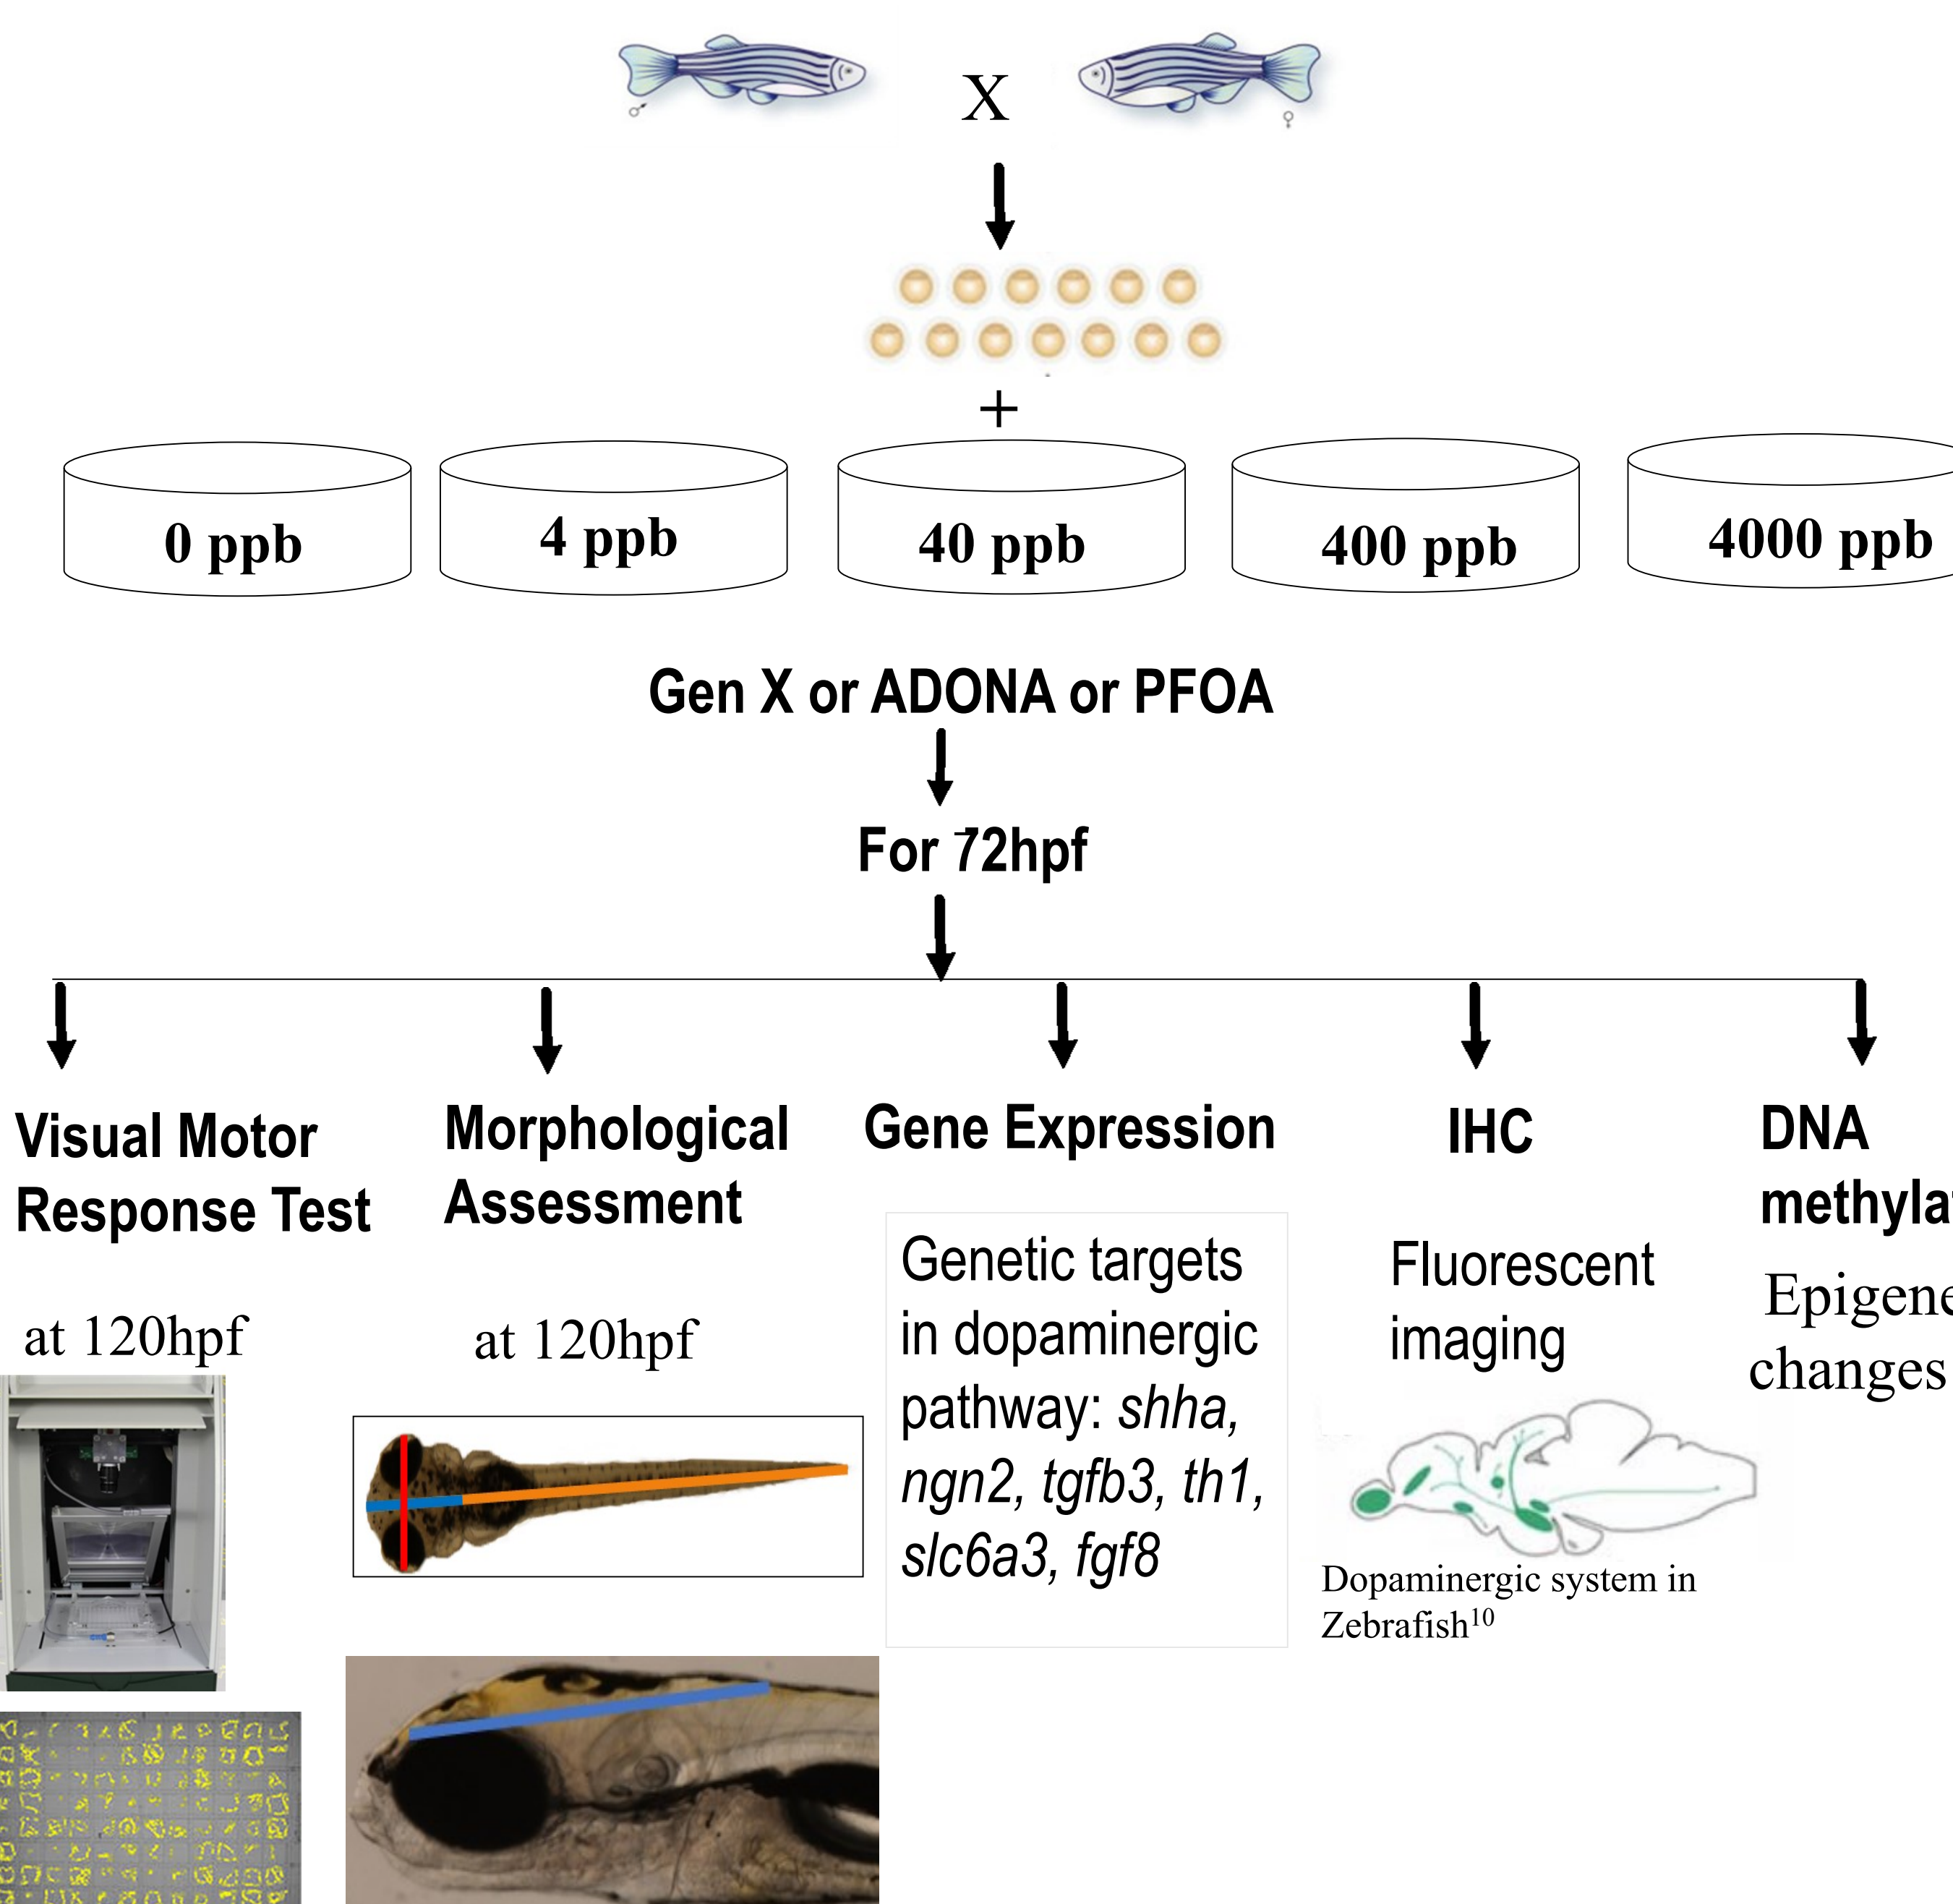 X
+
0 ppb
4 ppb
40 ppb
400 ppb
4000 ppb
Gen X or ADONA or PFOA
For 72hpf
Visual Motor
Response Test
at 120hpf
Morphological
Assessment
at 120hpf
Gene Expression
Genetic targets
in dopaminergic
pathway: shha,
ngn2, tgfb3, th1,
slc6a3, fgf8
IHC
Fluorescent
imaging
Dopaminergic system in
Zebrafish¹⁰
DNA
changes